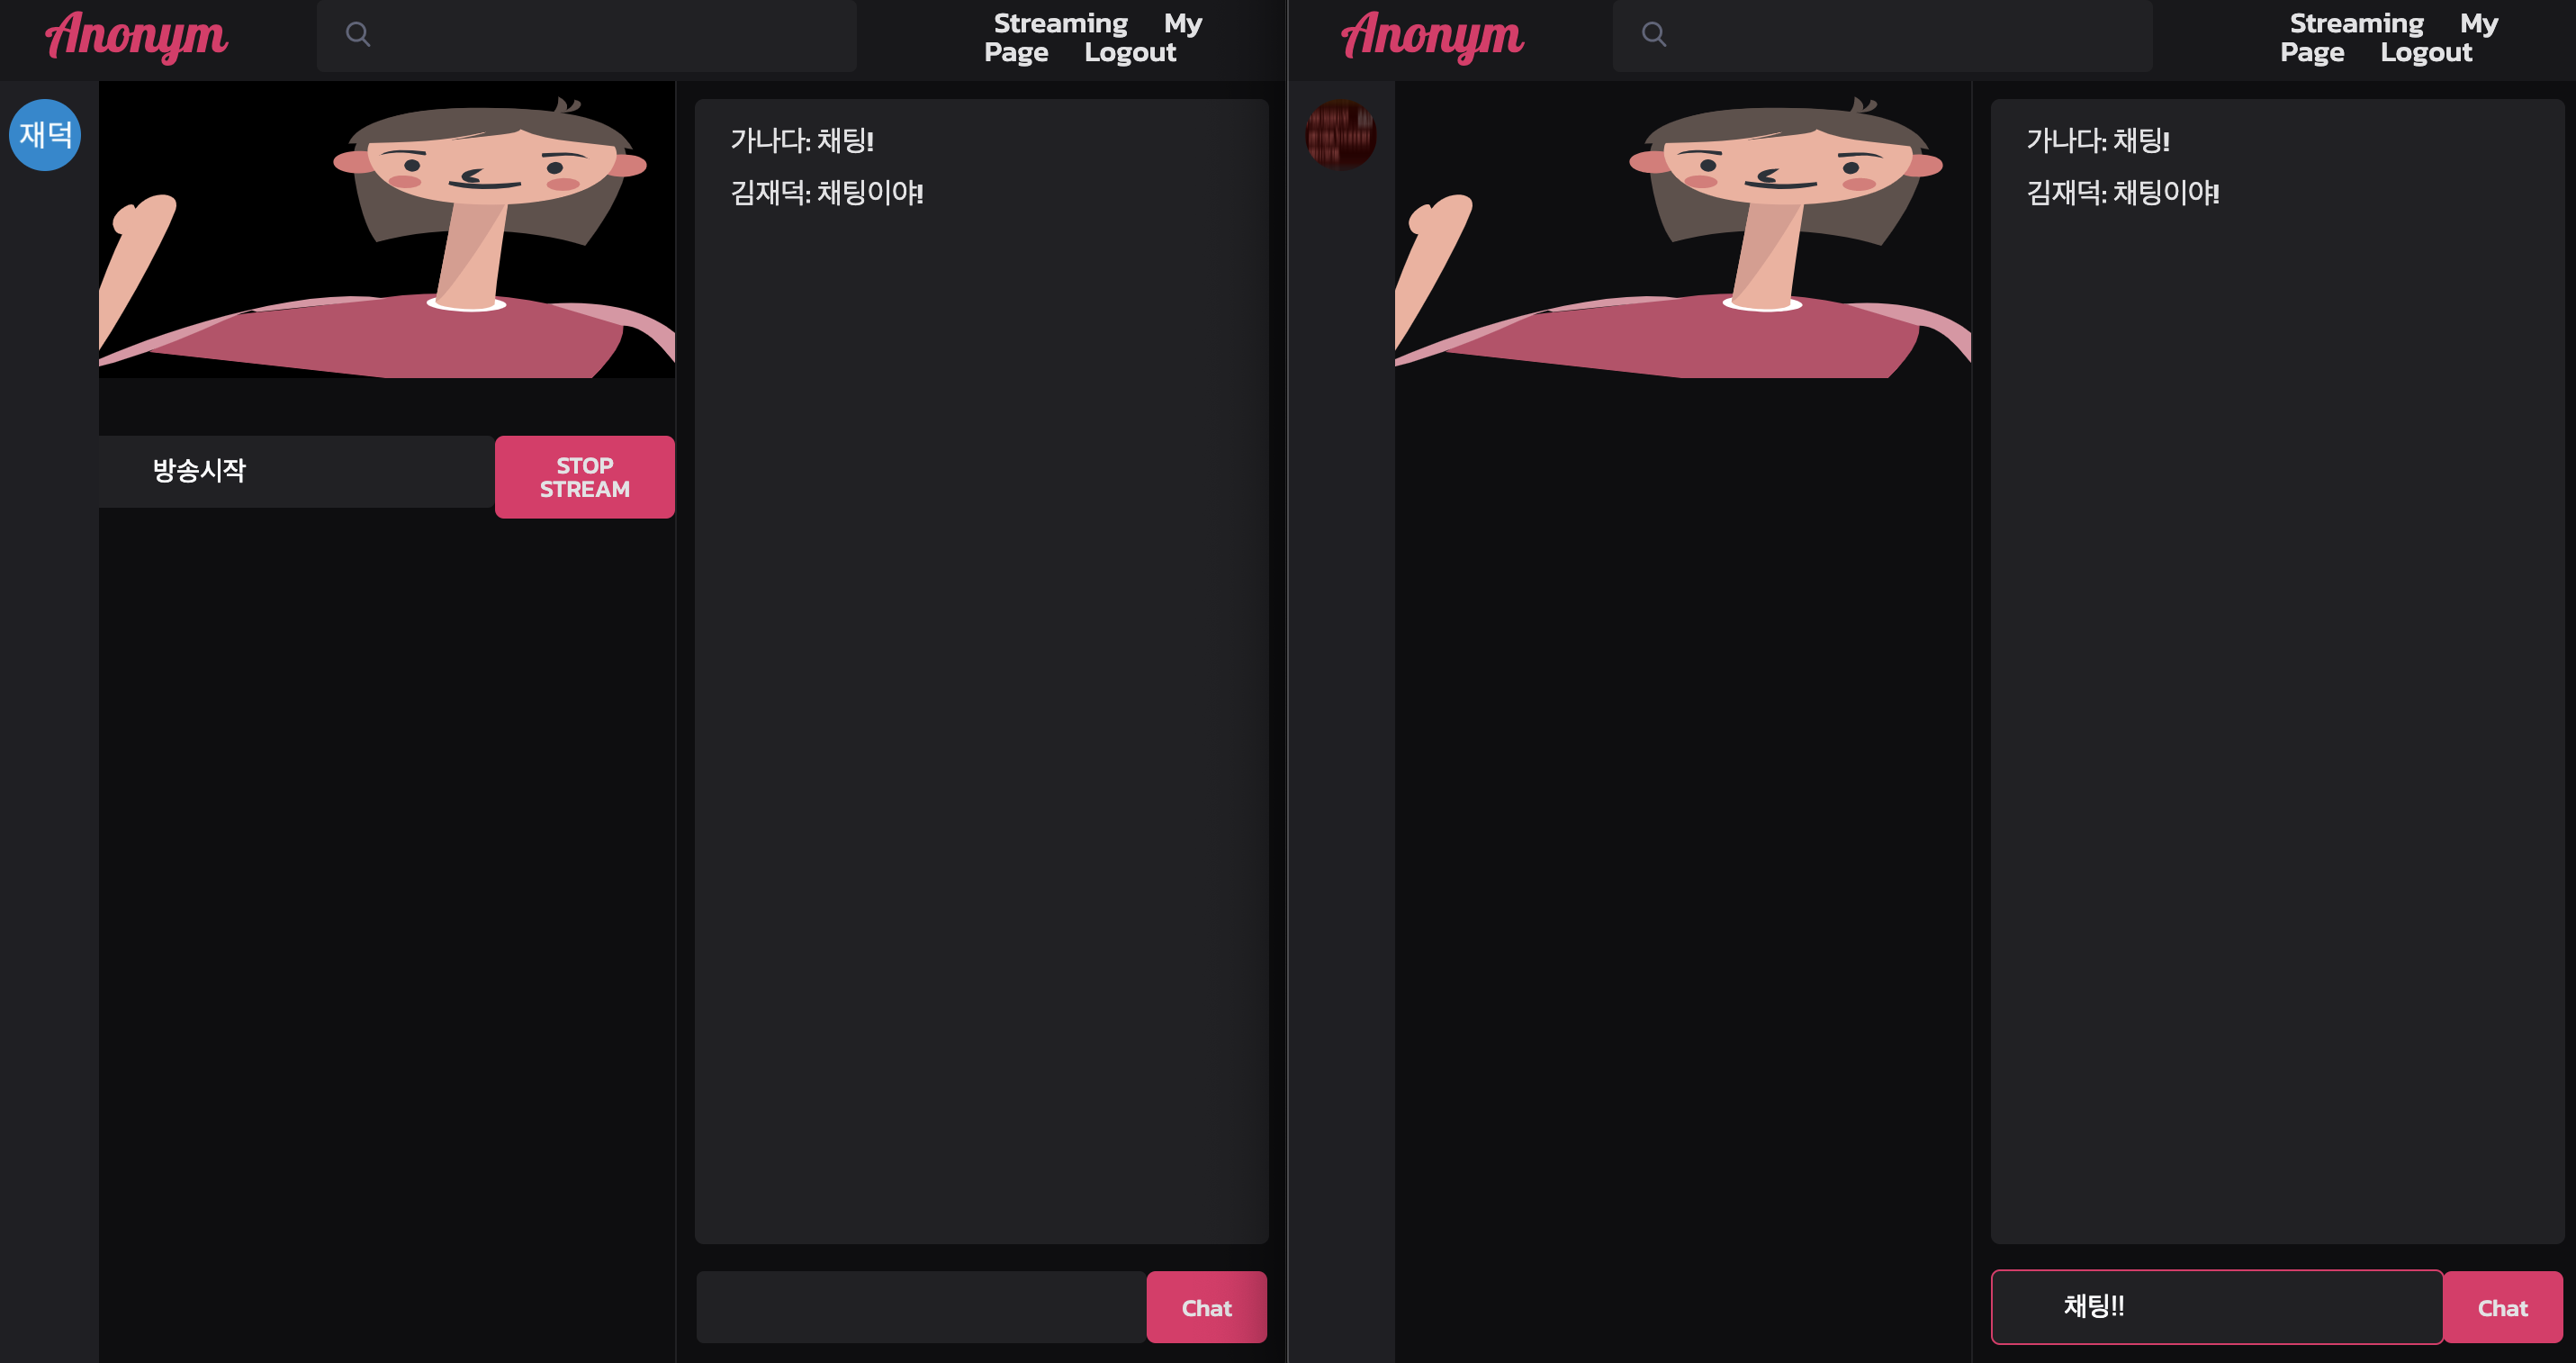 Anonym
Streaming My
Page Logout
재덕
가나다: 채팅!
김재덕: 채팅이야!
방송시작
STOP
STREAM
Chat
Anonym
Streaming My
Page Logout
가나다: 채팅!
김재덕: 채팅이야!
채팅!!
Chat